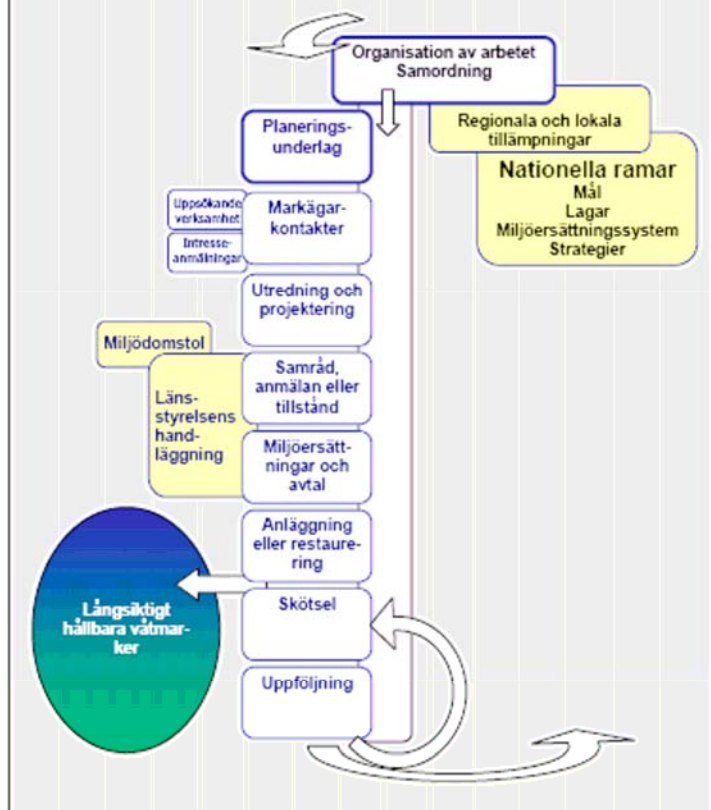 Organisation av arbetet
Samordning
Regionala och lokala
tillämpningar
Nationella ramar
Mål
Lagar
Miljöersättningssystem
Strategier
Planerings-
underlag
Uppsökande
verksamhet
Intresse-
anmälningar
Markägar-
kontakter
Utredning och
projektering
Miljödomstol
Läns-
styrelsens
hand-
läggning
Samråd,
anmälan eller
tillstånd
Miljöersätt-
ningar och
avtal
Anläggning
eller restaure-
ring
Långsiktigt
hållbara våtmar-
ker
Skötsel
Uppföljning